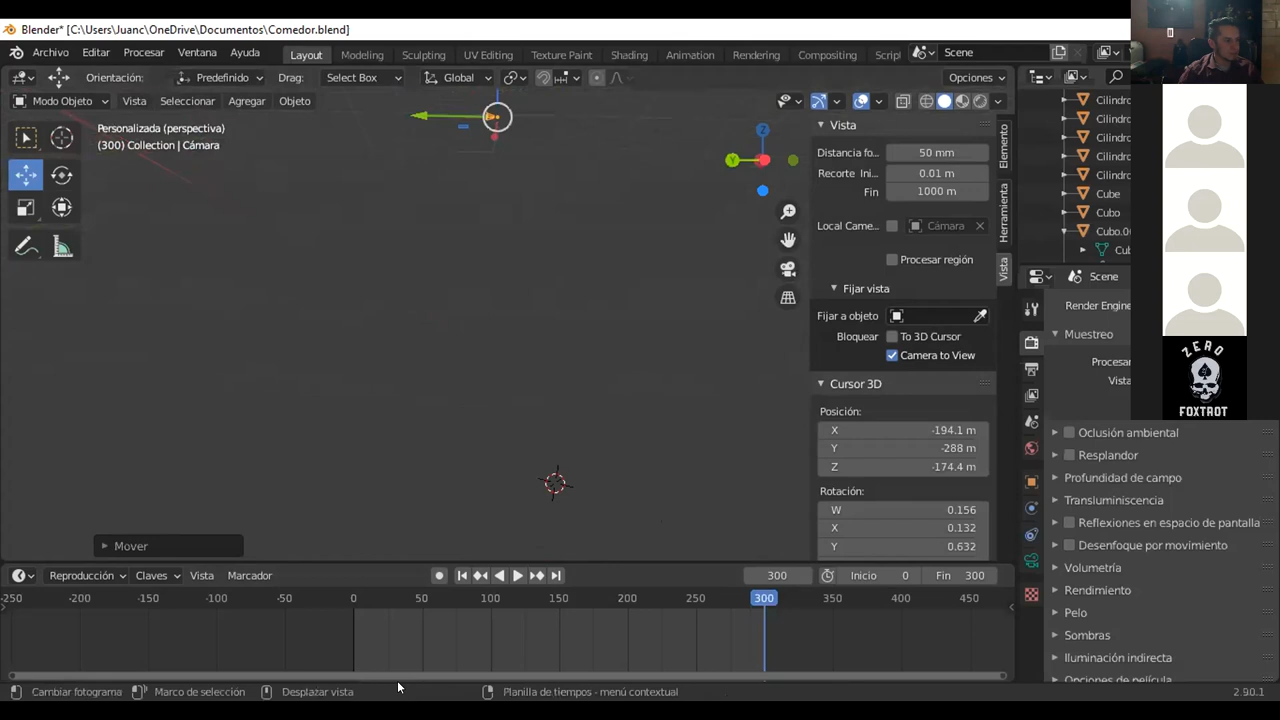 Blender* [C:\Users\Juanc\OneDrive\Documentos\Comedor.blend]
Archivo Editar Procesar Ventana Ayuda Layout Modeling Sculpting UV Editing Texture Paint Shading Animation Rendering Compositing Script Scene
Orientación: Predefinido Drag: Select Box Global Opciones
Modo Objeto Vista Seleccionar Agregar Objeto
Personalizada (perspectiva)
(300) Collection | Cámara
Z
Y
Mover
Vista
Distancia fo... 50 mm
Recorte Ini... 0.01 m
Fin 1000 m
Local Came... Cámara
Procesar región
Fijar vista
Fijar a objeto
Bloquear To 3D Cursor
Camera to View
Cursor 3D
Posición:
X -194.1 m
Y -288 m
Z -174.4 m
Rotación:
W 0.156
X 0.132
Y 0.632
Elemento
Herramienta
Vista
Cilindro
Cilindro
Cilindro
Cilindro
Cilindro
Cube
Cubo
Cubo.0
Cub
Scene
Render Engine
Muestreo
Procesar
Vista
Oclusión ambiental
Resplandor
Profundidad de campo
Transluminiscencia
Reflexiones en espacio de pantalla
Desenfoque por movimiento
Volumetría
Rendimiento
Pelo
Sombras
Iluminación indirecta
Opciones de película
ZERO
FOXTROT
Reproducción Claves Vista Marcador 300 Inicio 0 Fin 300
-250 -200 -150 -100 -50 0 50 100 150 200 250 300 350 400 450
Cambiar fotograma Marco de selección Desplazar vista Planilla de tiempos - menú contextual 2.90.1